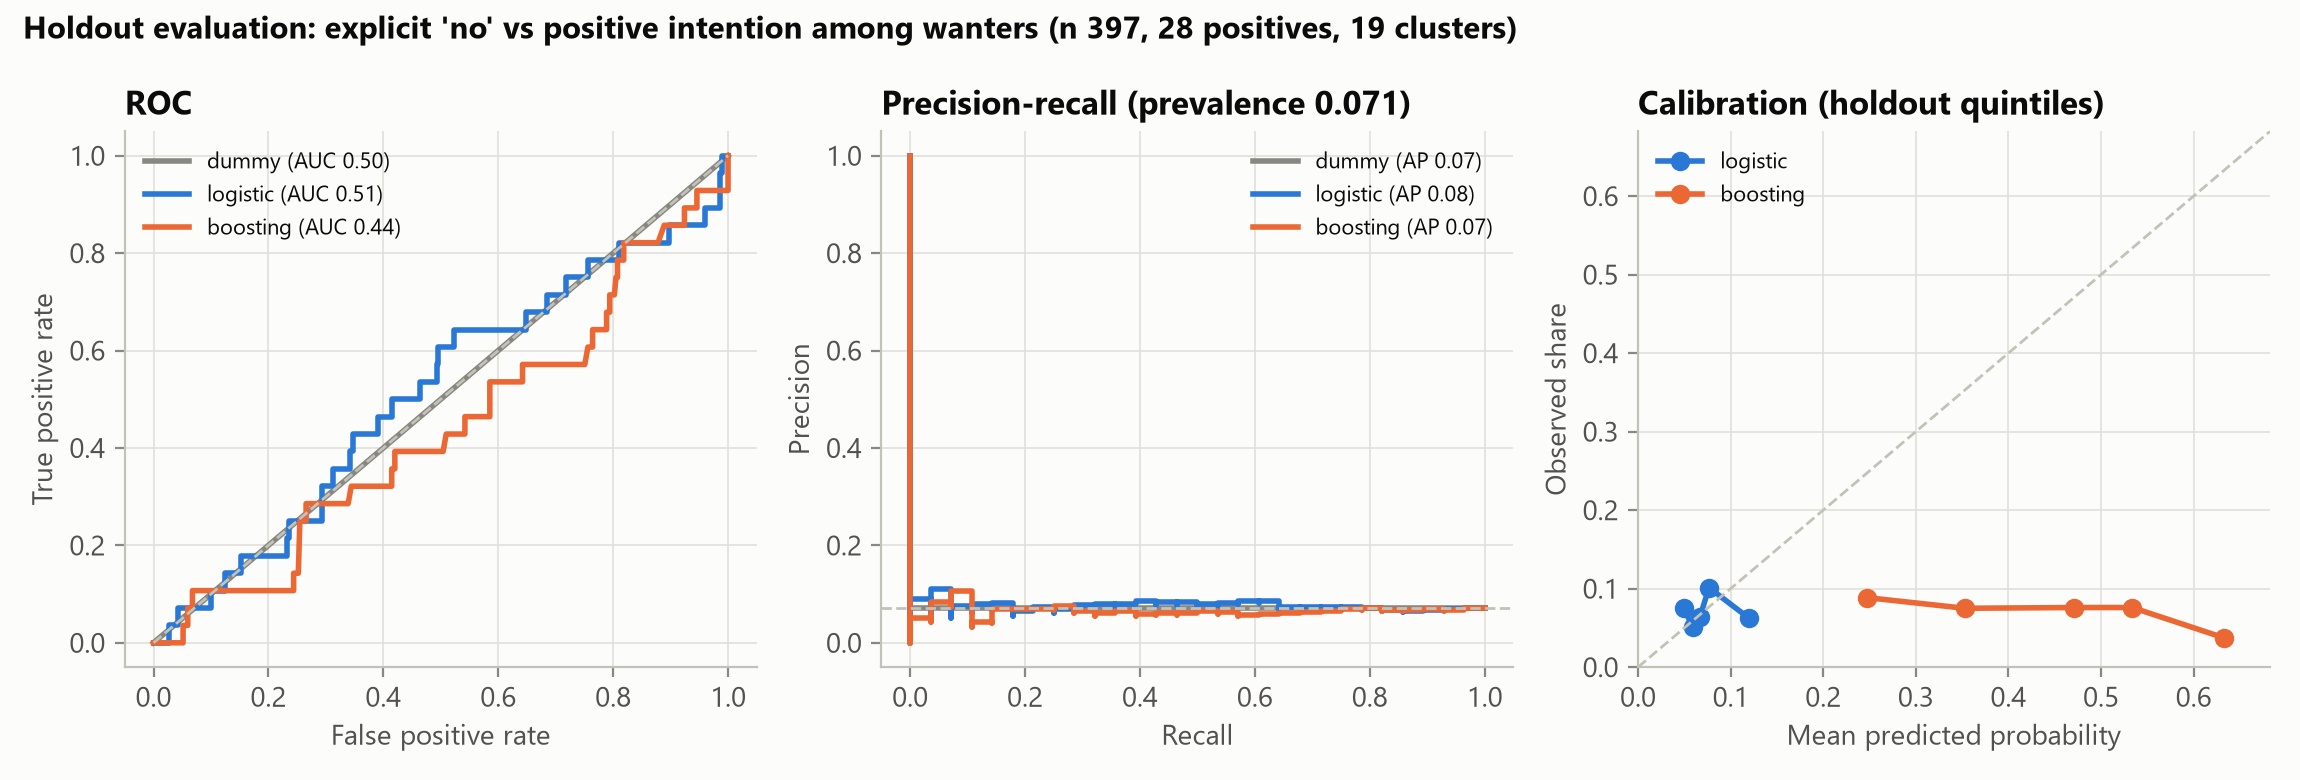 Holdout evaluation: explicit 'no' vs positive intention among wanters (n 397, 28 positives, 19 clusters)
ROC
dummy (AUC 0.50)
logistic (AUC 0.51)
boosting (AUC 0.44)
1.0
0.8
0.6
0.4
0.2
0.0
True positive rate
0.0 0.2 0.4 0.6 0.8 1.0
False positive rate
Precision-recall (prevalence 0.071)
dummy (AP 0.07)
logistic (AP 0.08)
boosting (AP 0.07)
1.0
0.8
0.6
0.4
0.2
0.0
Precision
0.0 0.2 0.4 0.6 0.8 1.0
Recall
Calibration (holdout quintiles)
logistic
boosting
0.6
0.5
0.4
0.3
0.2
0.1
0.0
Observed share
0.0 0.1 0.2 0.3 0.4 0.5 0.6
Mean predicted probability